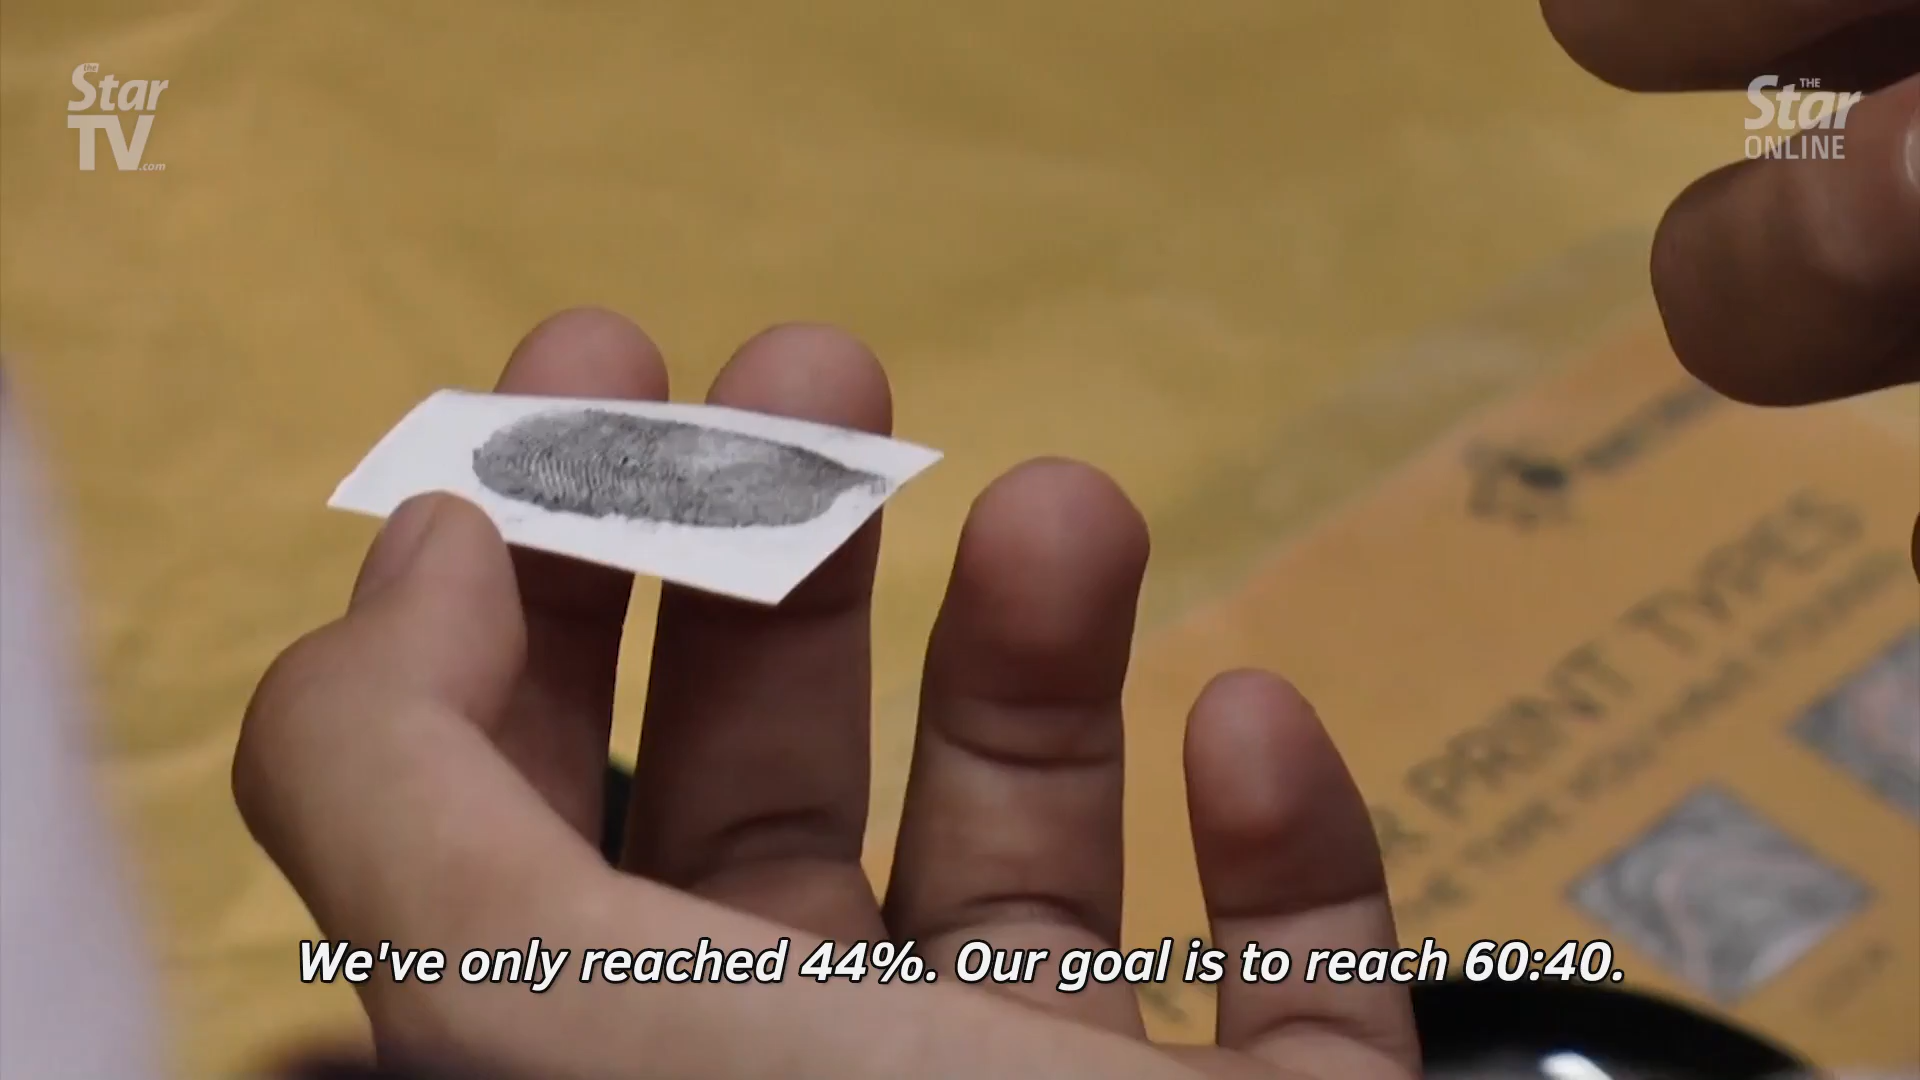 the
Star
TV
.com
THE
Star
ONLINE
PRINT TYPES
We've only reached 44%. Our goal is to reach 60:40.